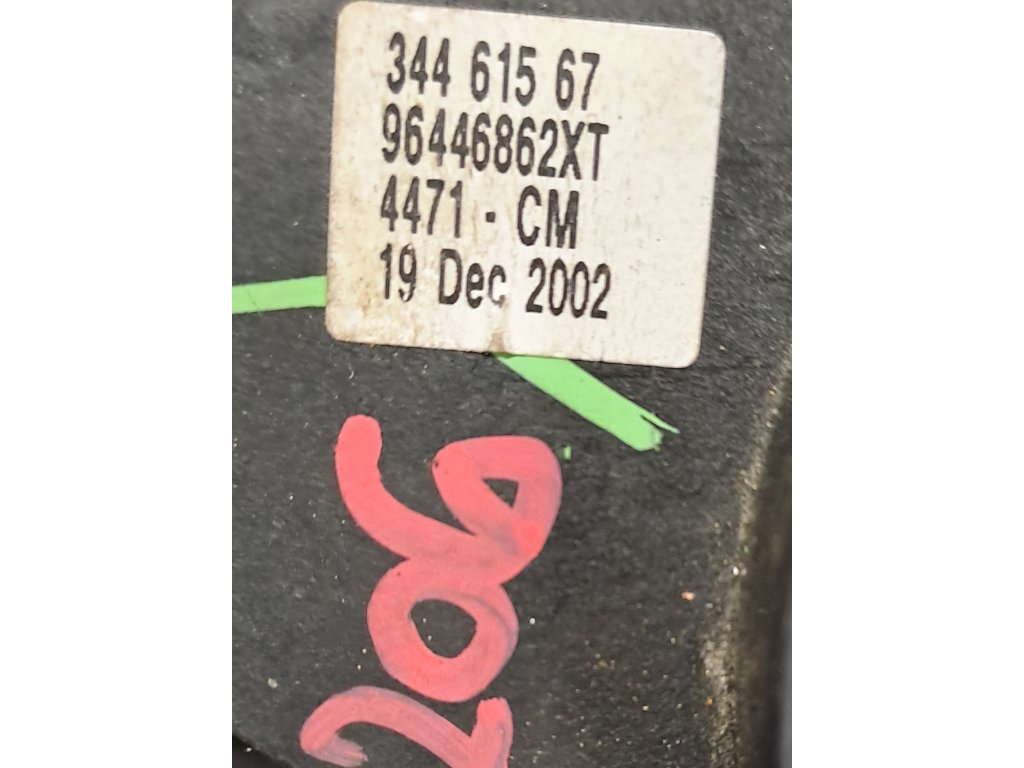 344 615 67
96446862XT
4471 - CM
19 Dec 2002
206